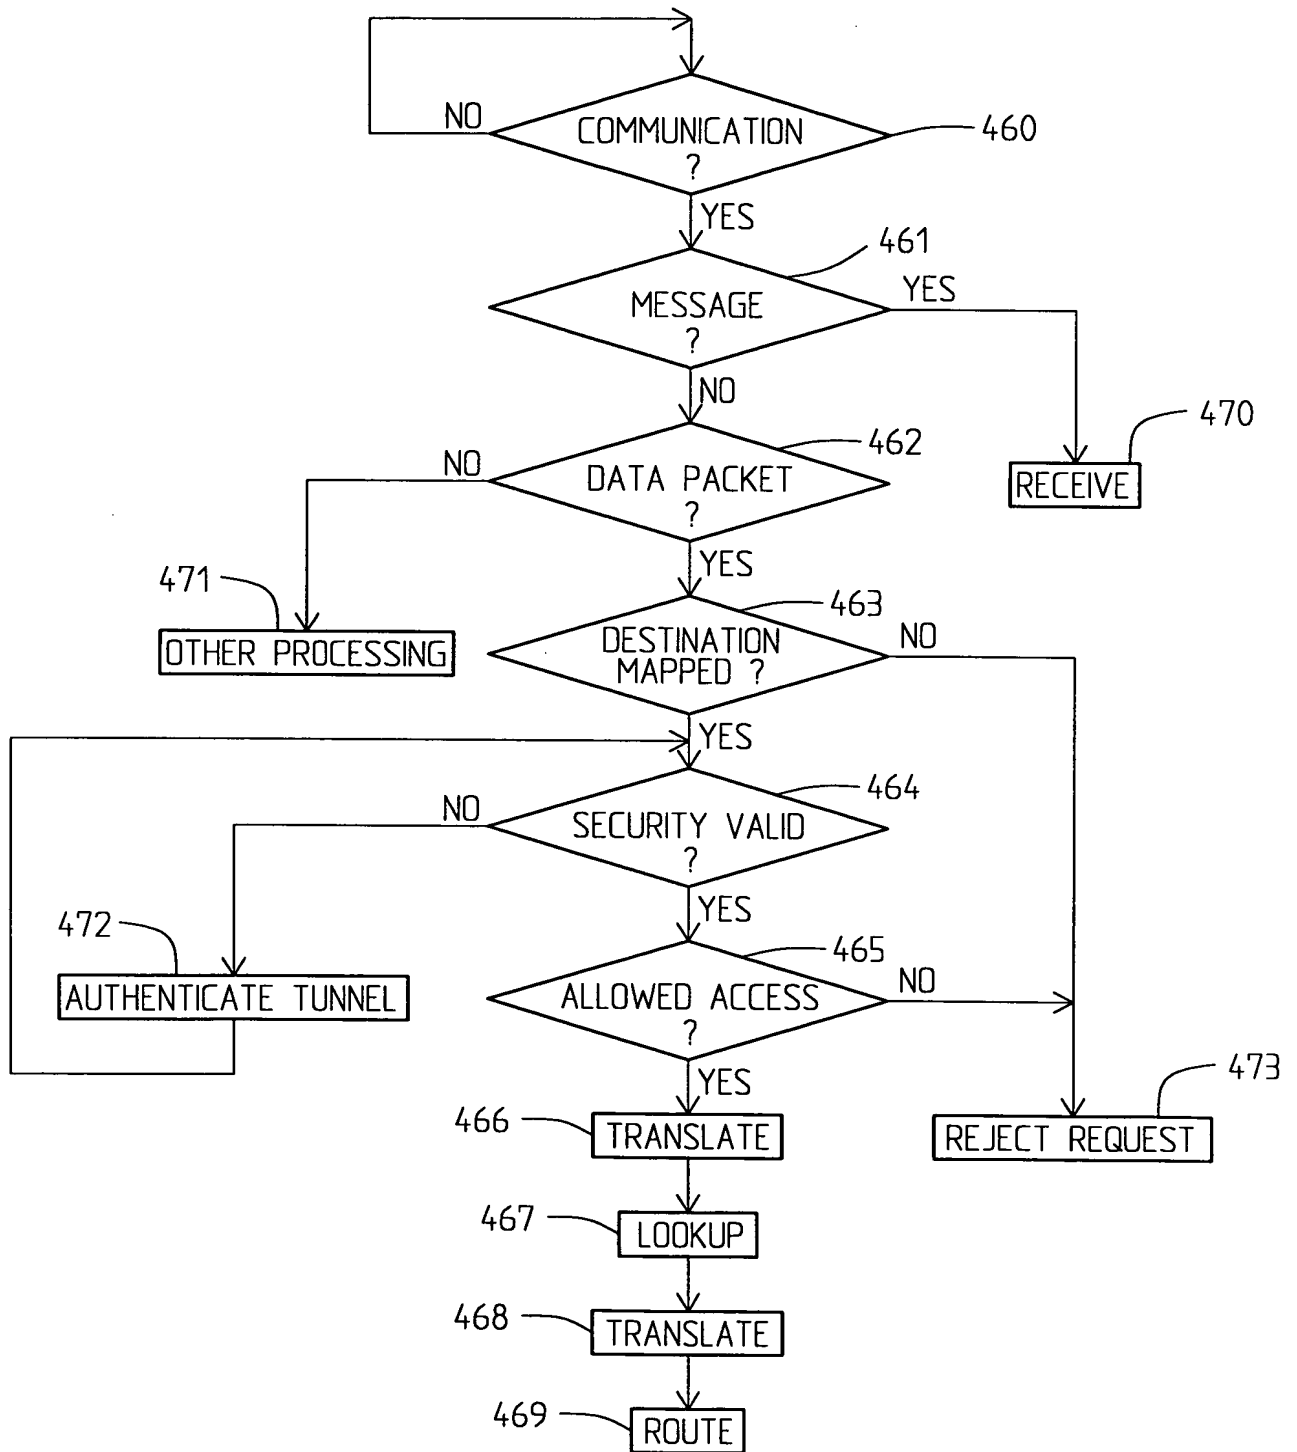 NO
COMMUNICATION
?
460
YES
461
MESSAGE
?
YES
NO
470
RECEIVE
462
NO
DATA PACKET
?
YES
471
OTHER PROCESSING
463
DESTINATION
MAPPED ?
NO
YES
464
NO
SECURITY VALID
?
YES
472
AUTHENTICATE TUNNEL
465
ALLOWED ACCESS
?
NO
YES
473
REJECT REQUEST
466
TRANSLATE
467
LOOKUP
468
TRANSLATE
469
ROUTE